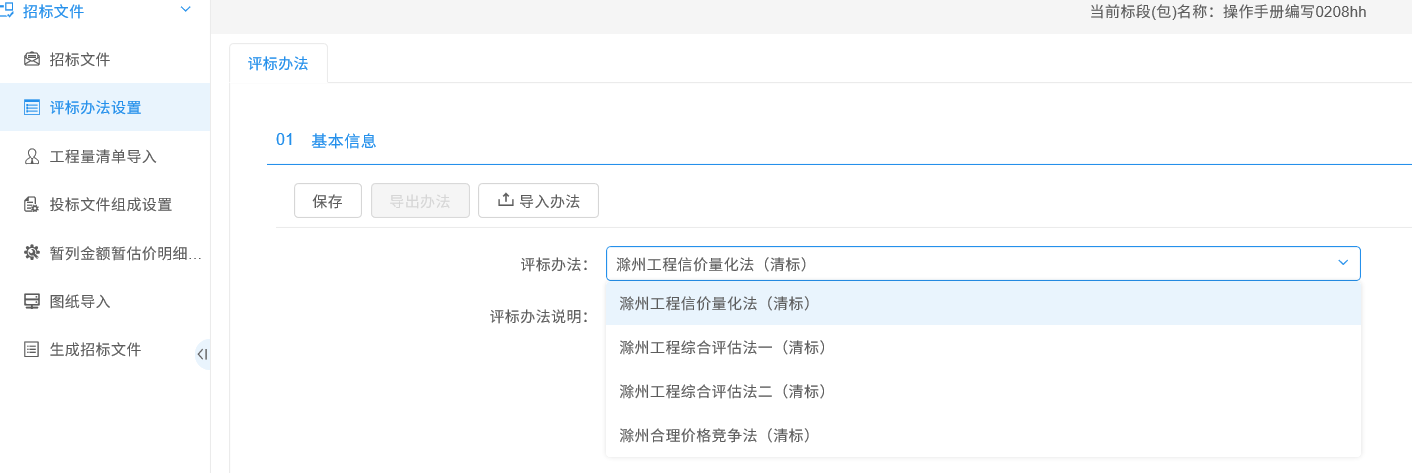 招标文件
当前标段(包)名称：操作手册编写0208hh
招标文件
评标办法设置
工程量清单导入
投标文件组成设置
暂列金额暂估价明细...
图纸导入
生成招标文件
评标办法
01 基本信息
保存 导出办法 导入办法
评标办法： 滁州工程信价量化法（清标）
滁州工程信价量化法（清标）
评标办法说明：
滁州工程综合评估法一（清标）
滁州工程综合评估法二（清标）
滁州合理价格竞争法（清标）